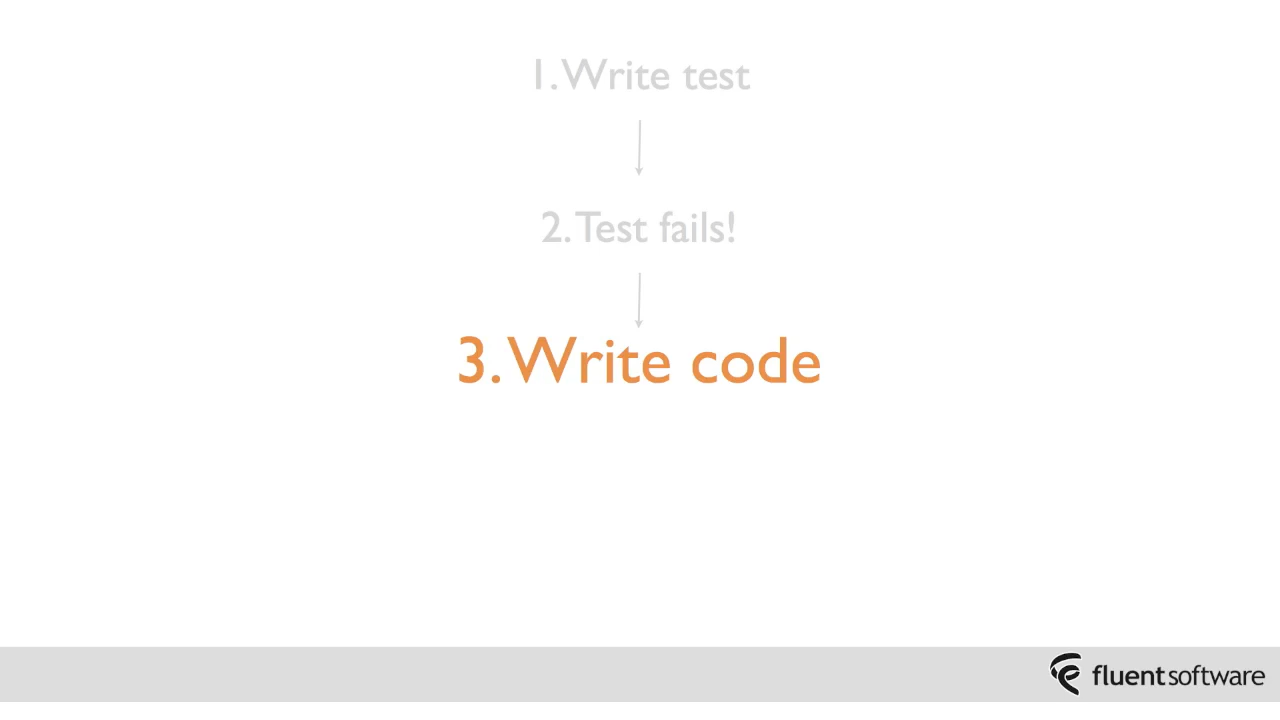 1. Write test
2. Test fails!
3. Write code
fluentsoftware